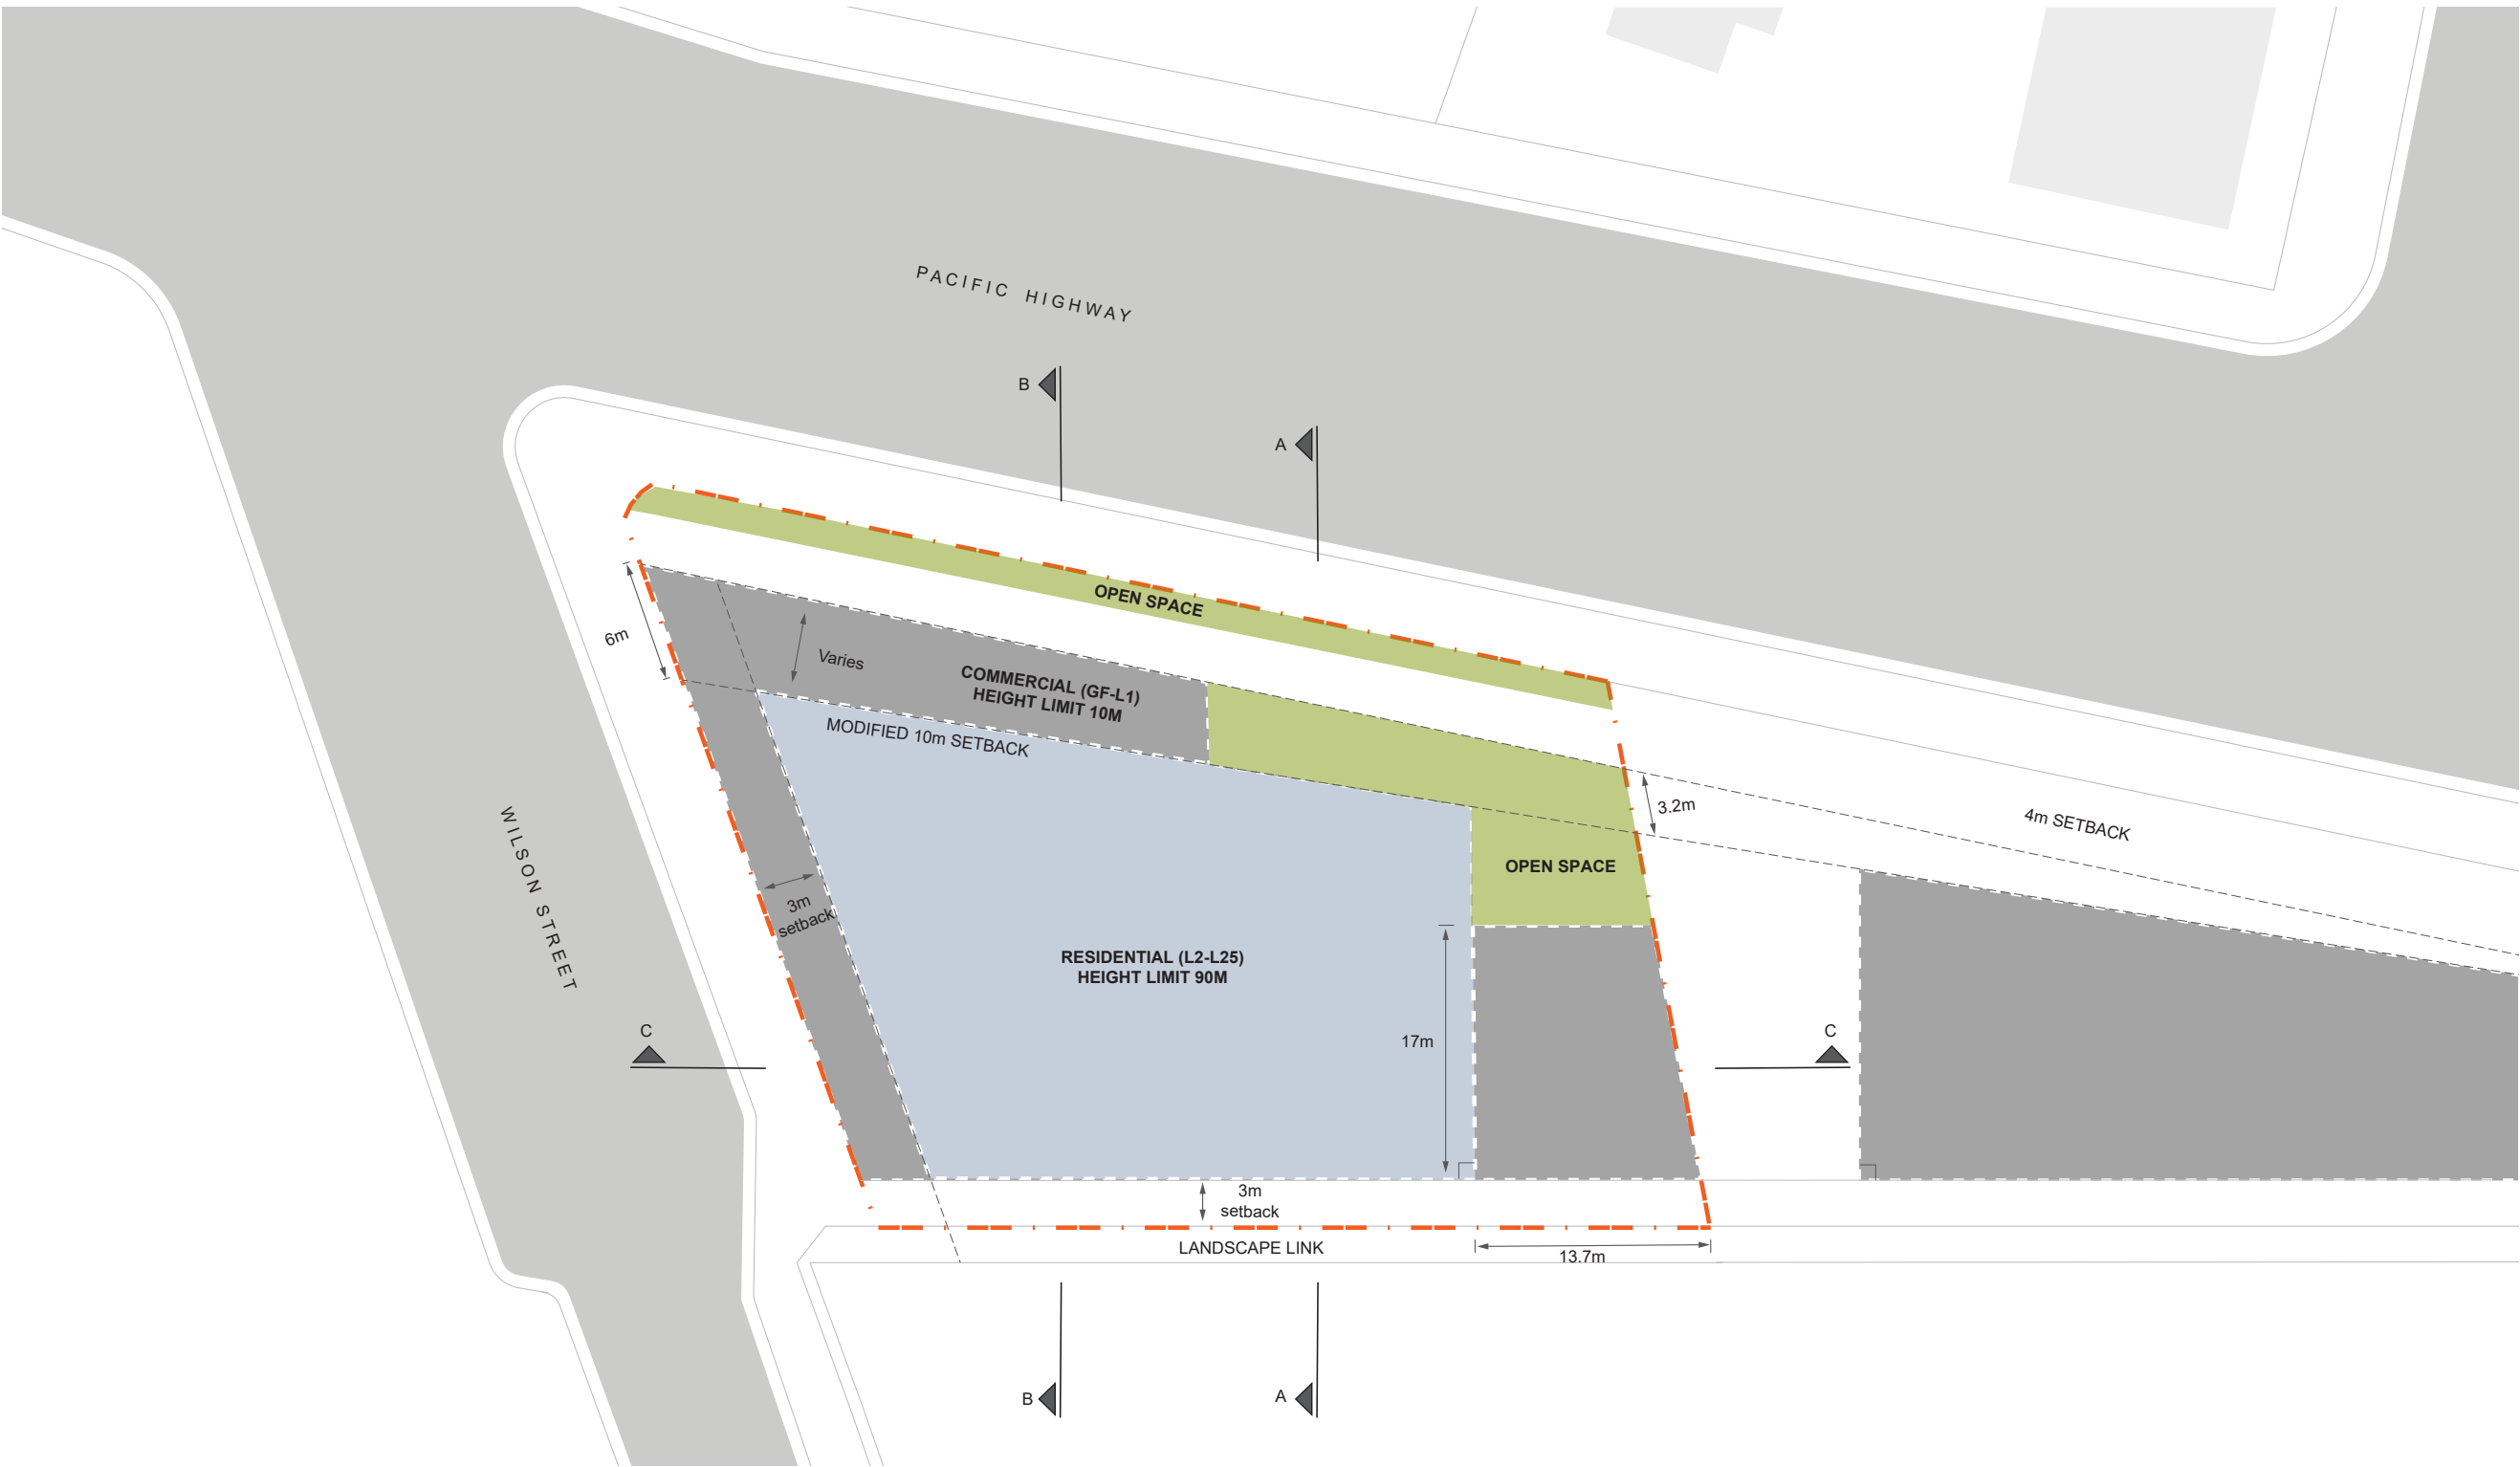 PACIFIC HIGHWAY
B
A
OPEN SPACE
6m
Varies
COMMERCIAL (GF-L1)
HEIGHT LIMIT 10M
MODIFIED 10m SETBACK
3.2m
4m SETBACK
WILSON STREET
OPEN SPACE
3m
setback
RESIDENTIAL (L2-L25)
HEIGHT LIMIT 90M
C
17m
C
3m
setback
LANDSCAPE LINK
13.7m
B
A